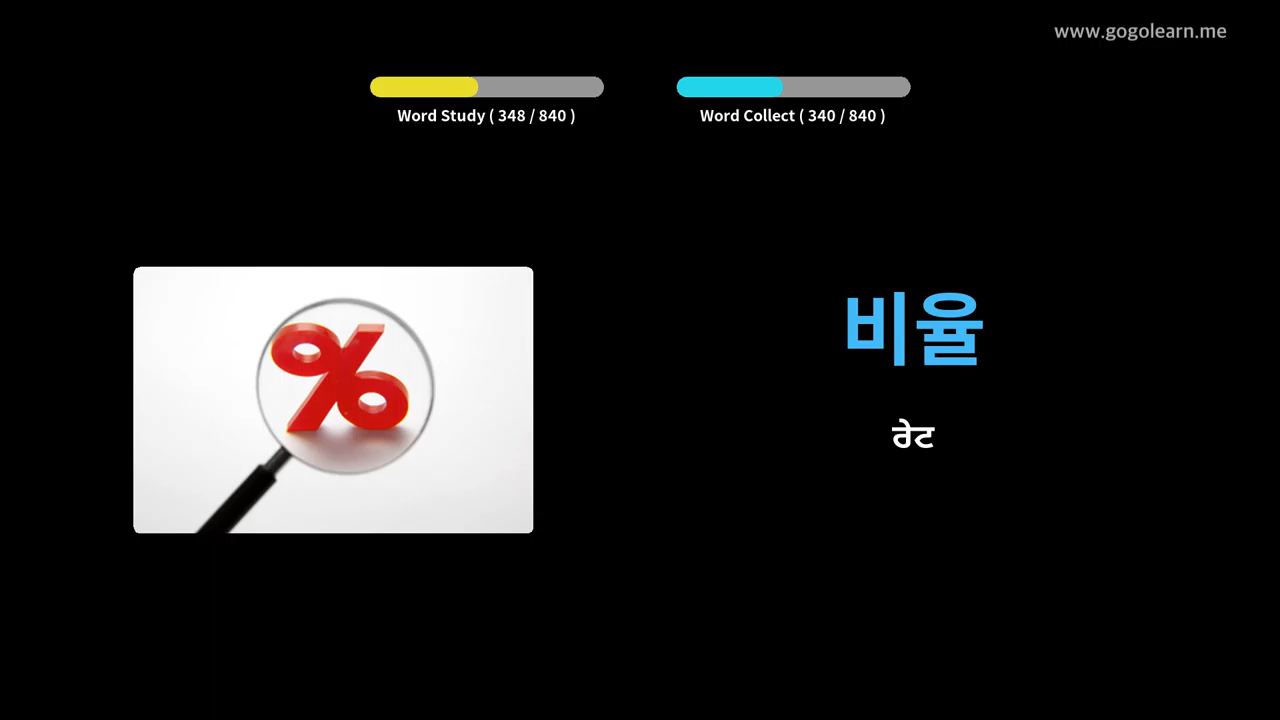 www.gogolearn.me
Word Study ( 348 / 840 )
Word Collect ( 340 / 840 )
%
비율
ਰੇਟ